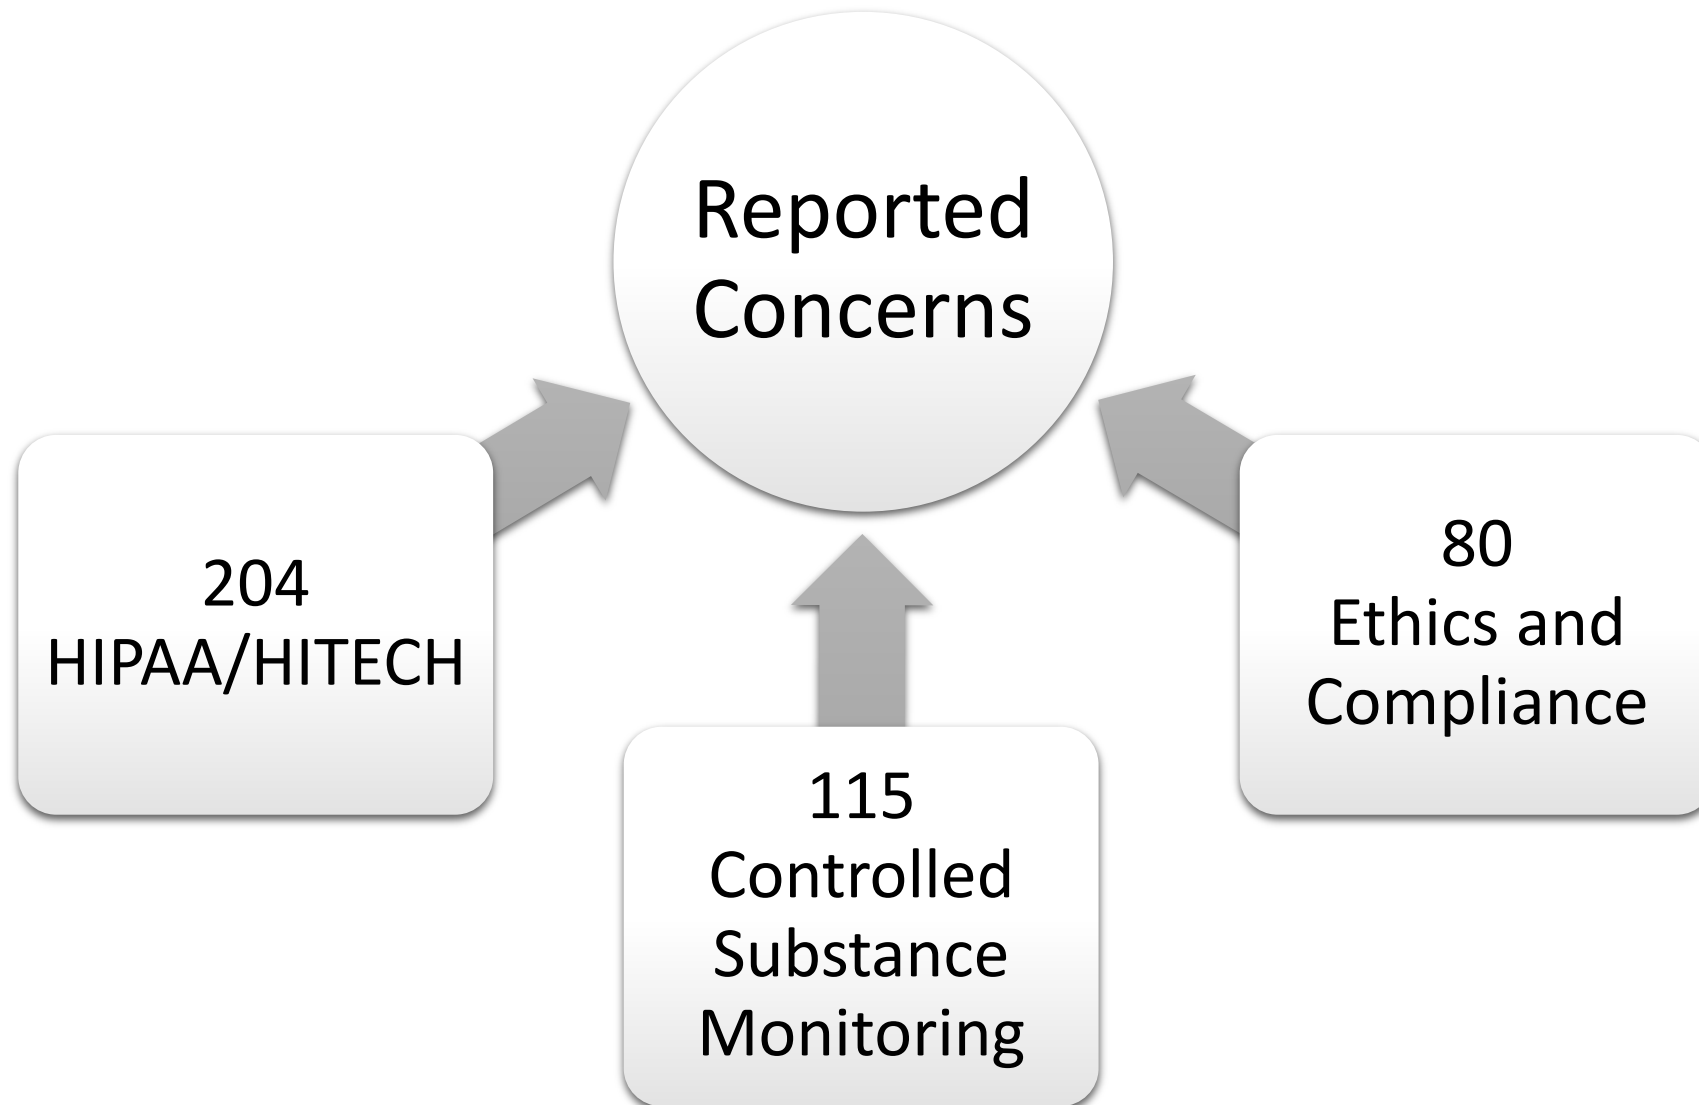 Reported
Concerns
204
HIPAA/HITECH
115
Controlled
Substance
Monitoring
80
Ethics and
Compliance